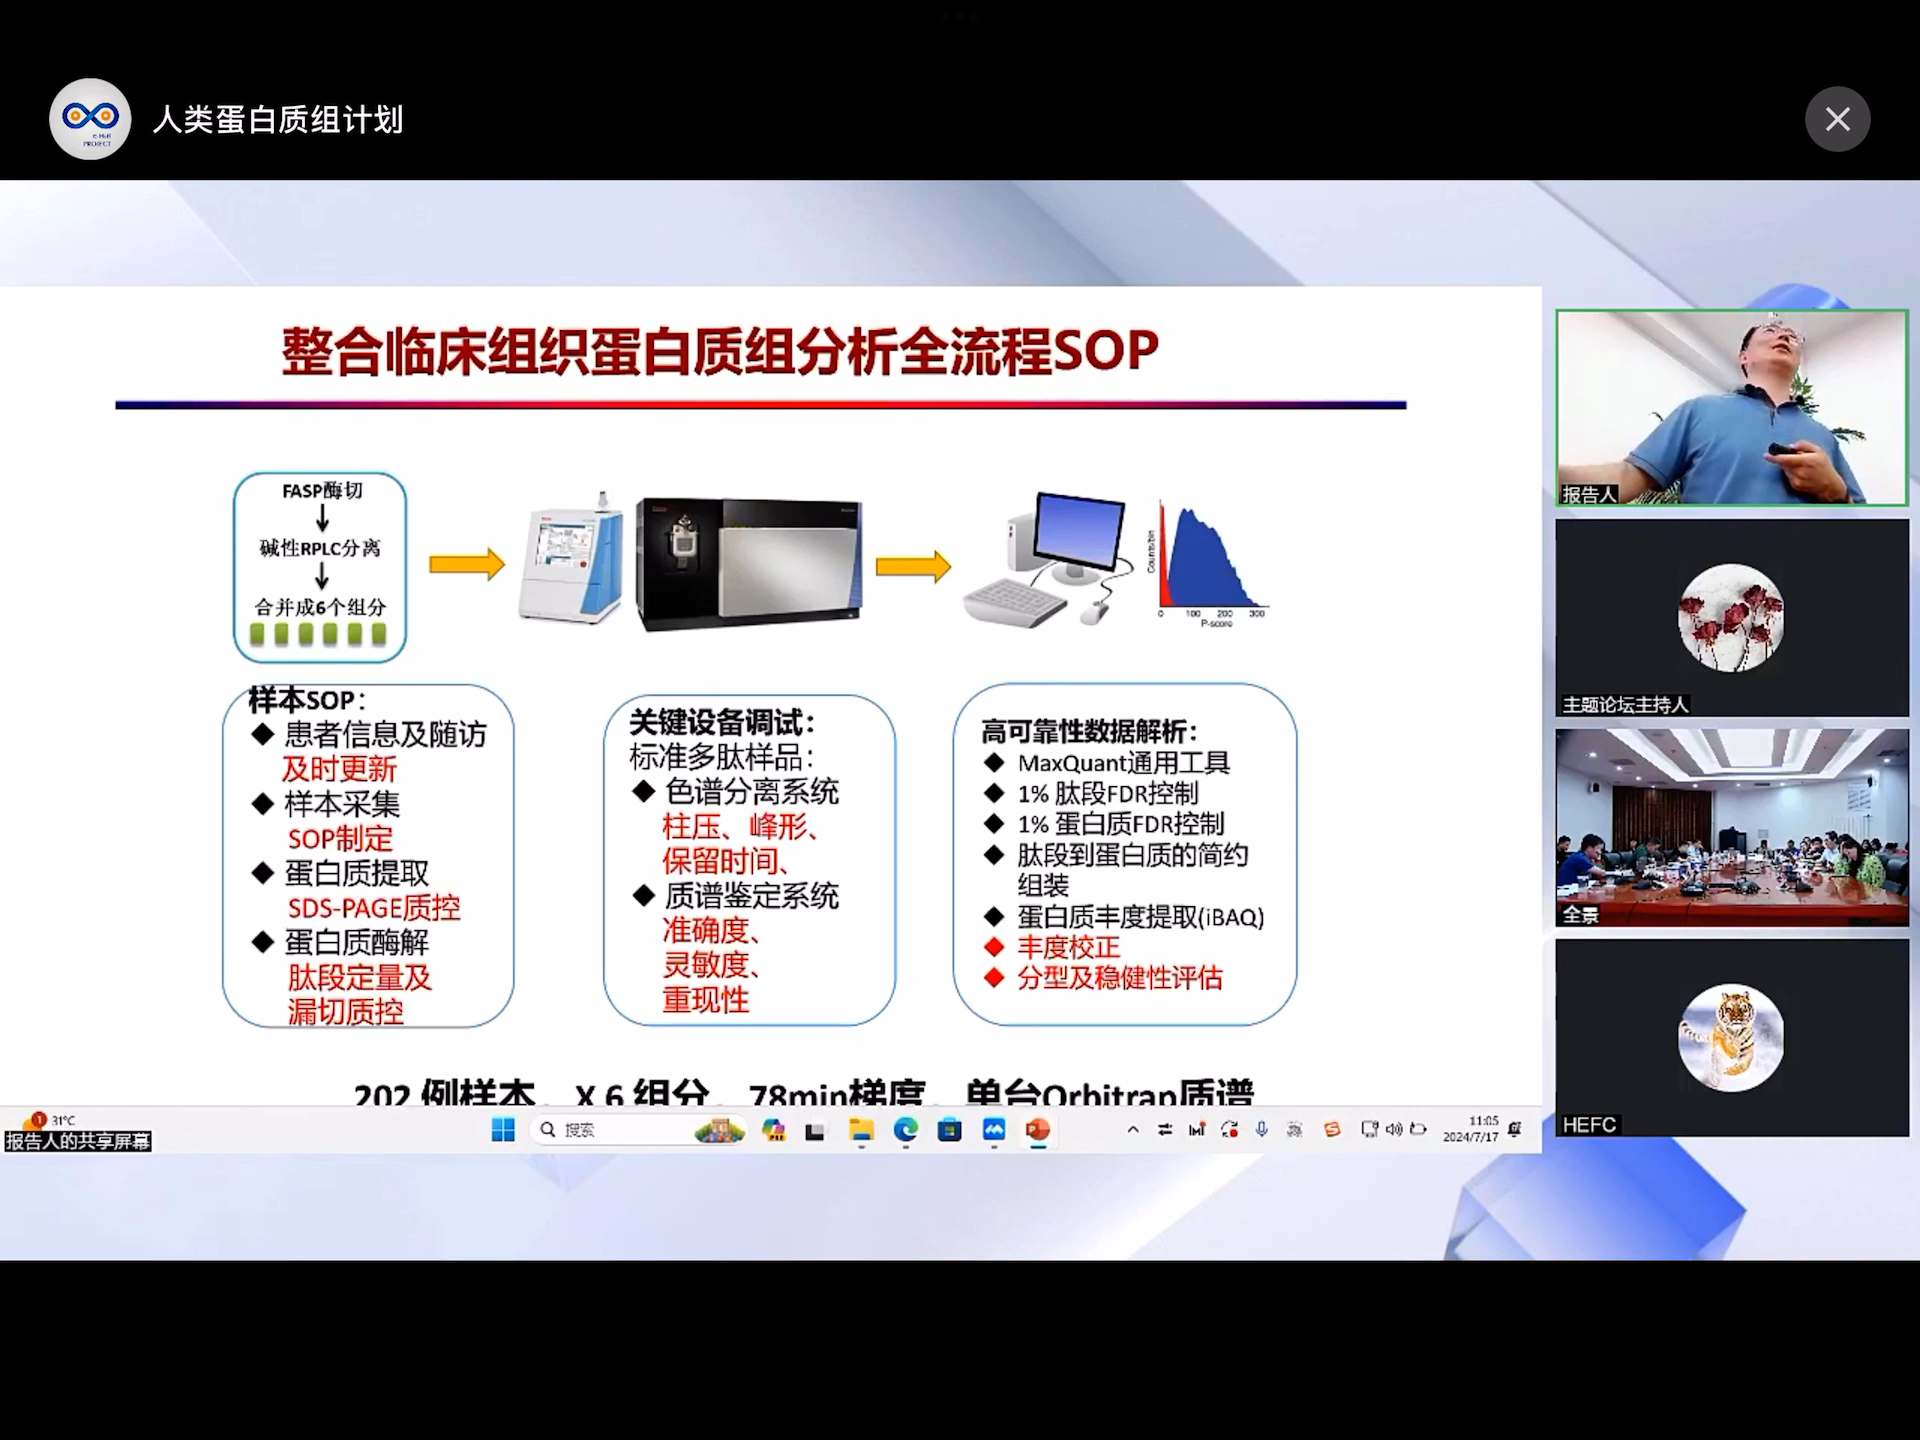 人类蛋白质组计划
PROJECT
整合临床组织蛋白质组分析全流程SOP
FASP酶切
碱性RPLC分离
合并成6个组分
Counts/bin
0 100 200 300
P-score
样本SOP：
◆ 患者信息及随访
及时更新
◆ 样本采集
SOP制定
◆ 蛋白质提取
SDS-PAGE质控
◆ 蛋白质酶解
肽段定量及
漏切质控
关键设备调试：
标准多肽样品：
◆ 色谱分离系统
柱压、峰形、
保留时间、
◆ 质谱鉴定系统
准确度、
灵敏度、
重现性
高可靠性数据解析：
◆ MaxQuant通用工具
◆ 1% 肽段FDR控制
◆ 1% 蛋白质FDR控制
◆ 肽段到蛋白质的简约
组装
◆ 蛋白质丰度提取(iBAQ)
◆ 丰度校正
◆ 分型及稳健性评估
202 例样本、X 6 组分、78min梯度、单台Orbitrap质谱
1
31°C
报告人的共享屏幕
搜索
11:05
2024/7/17
报告人
主题论坛主持人
全景
HEFC